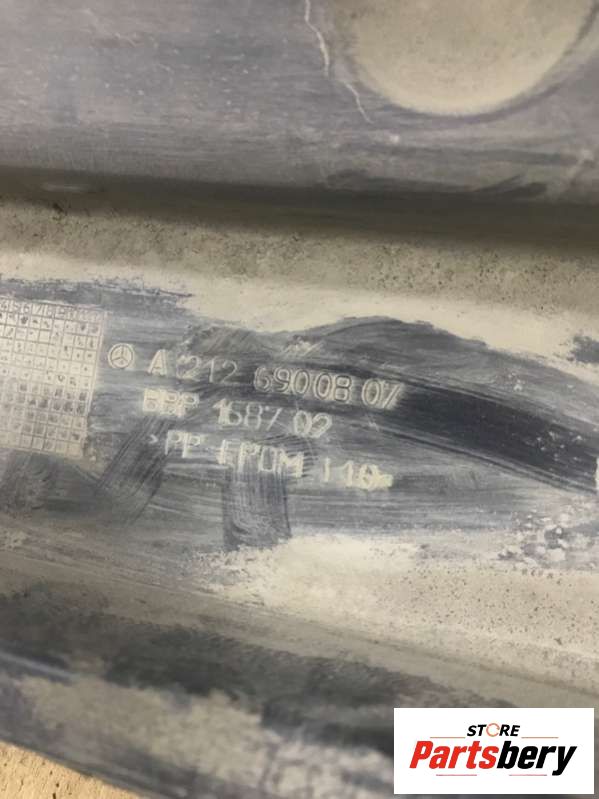 A 212 690 08 07
BBP 1687 02
>PP EPDM T10<
STORE
Partsbery